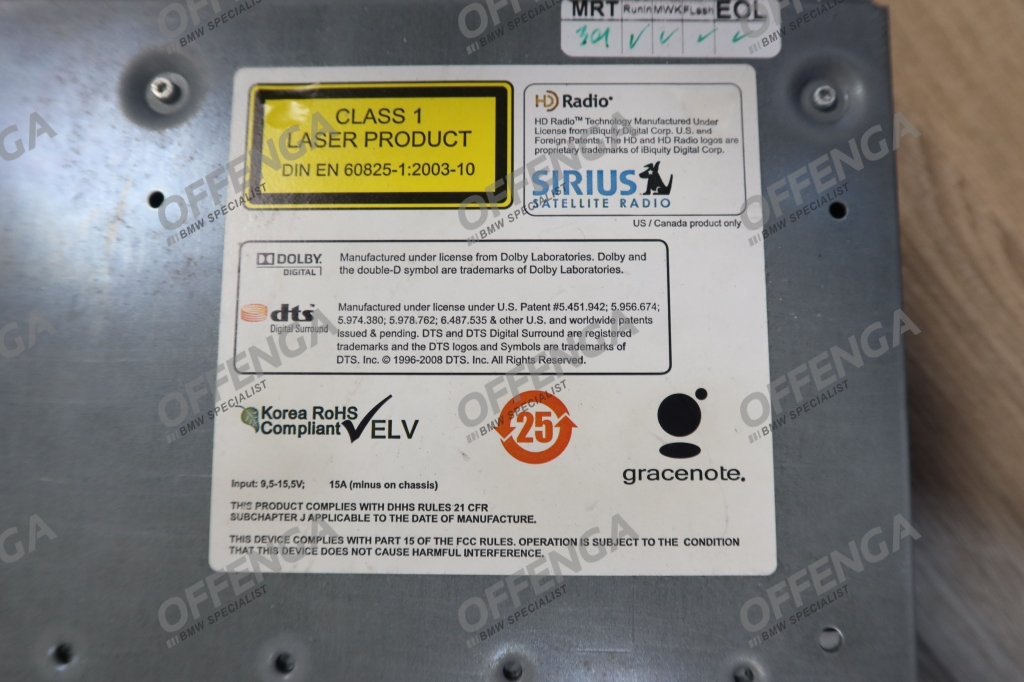 MRT RunIn MWK FLash EOL
301 ✓ ✓ ✓ ✓
CLASS 1
LASER PRODUCT
DIN EN 60825-1:2003-10
HD Radio
HD Radio™ Technology Manufactured Under
License from iBiquity Digital Corp. U.S. and
Foreign Patents. The HD and HD Radio logos are
proprietary trademarks of iBiquity Digital Corp.
SIRIUS
SATELLITE RADIO
US / Canada product only
DOLBY
DIGITAL
Manufactured under license from Dolby Laboratories. Dolby and
the double-D symbol are trademarks of Dolby Laboratories.
dts
Digital Surround
Manufactured under license under U.S. Patent #5.451.942; 5.956.674;
5.974.380; 5.978.762; 6.487.535 & other U.S. and worldwide patents
issued & pending. DTS and DTS Digital Surround are registered
trademarks and the DTS logos and Symbols are trademarks of
DTS. Inc. © 1996-2008 DTS. Inc. All Rights Reserved.
Korea RoHS
Compliant
ELV
25
gracenote.
Input: 9,5-15,5V; 15A (minus on chassis)
THIS PRODUCT COMPLIES WITH DHHS RULES 21 CFR
SUBCHAPTER J APPLICABLE TO THE DATE OF MANUFACTURE.
THIS DEVICE COMPLIES WITH PART 15 OF THE FCC RULES. OPERATION IS SUBJECT TO THE CONDITION
THAT THIS DEVICE DOES NOT CAUSE HARMFUL INTERFERENCE.
OFFENGA
BMW SPECIALIST